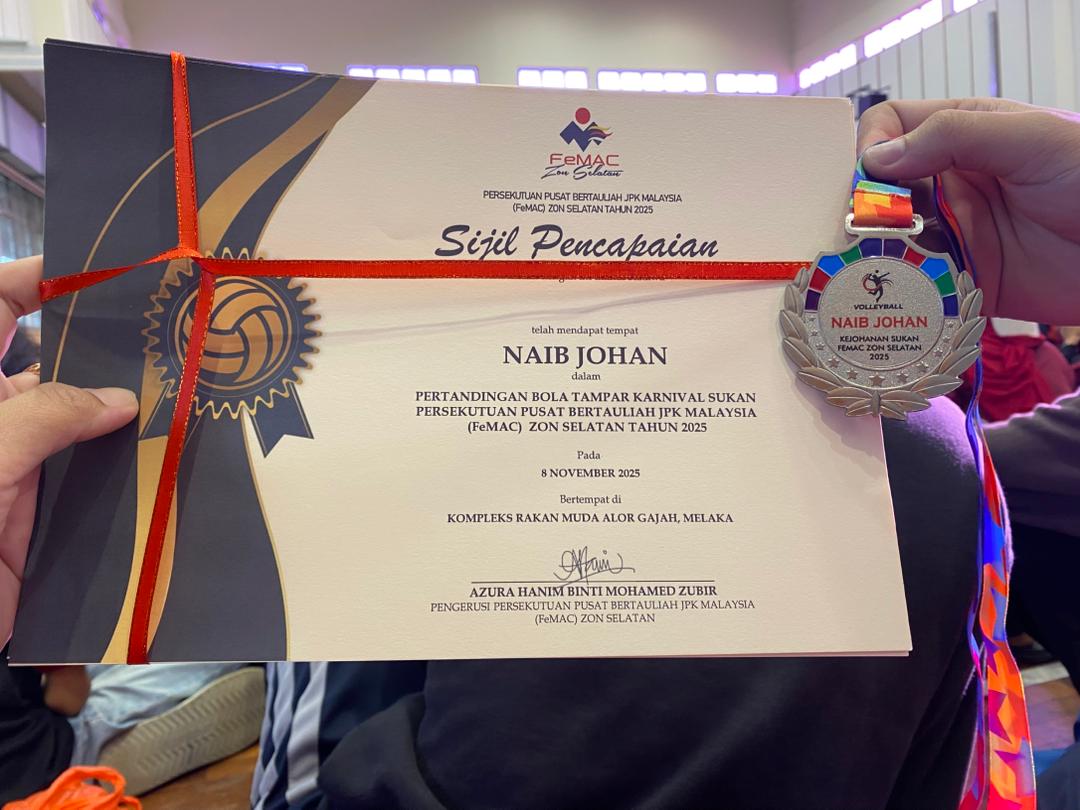 FeMAC
Zon Selatan
PERSEKUTUAN PUSAT BERTAULIAH JPK MALAYSIA
(FeMAC) ZON SELATAN TAHUN 2025
Sijil Pencapaian
telah mendapat tempat
NAIB JOHAN
dalam
PERTANDINGAN BOLA TAMPAR KARNIVAL SUKAN
PERSEKUTUAN PUSAT BERTAULIAH JPK MALAYSIA
(FeMAC) ZON SELATAN TAHUN 2025
Pada
8 NOVEMBER 2025
Bertempat di
KOMPLEKS RAKAN MUDA ALOR GAJAH, MELAKA
AZURA HANIM BINTI MOHAMED ZUBIR
PENGERUSI PERSEKUTUAN PUSAT BERTAULIAH JPK MALAYSIA
(FeMAC) ZON SELATAN
VOLLEYBALL
NAIB JOHAN
KEJOHANAN SUKAN
FEMAC ZON SELATAN
2025